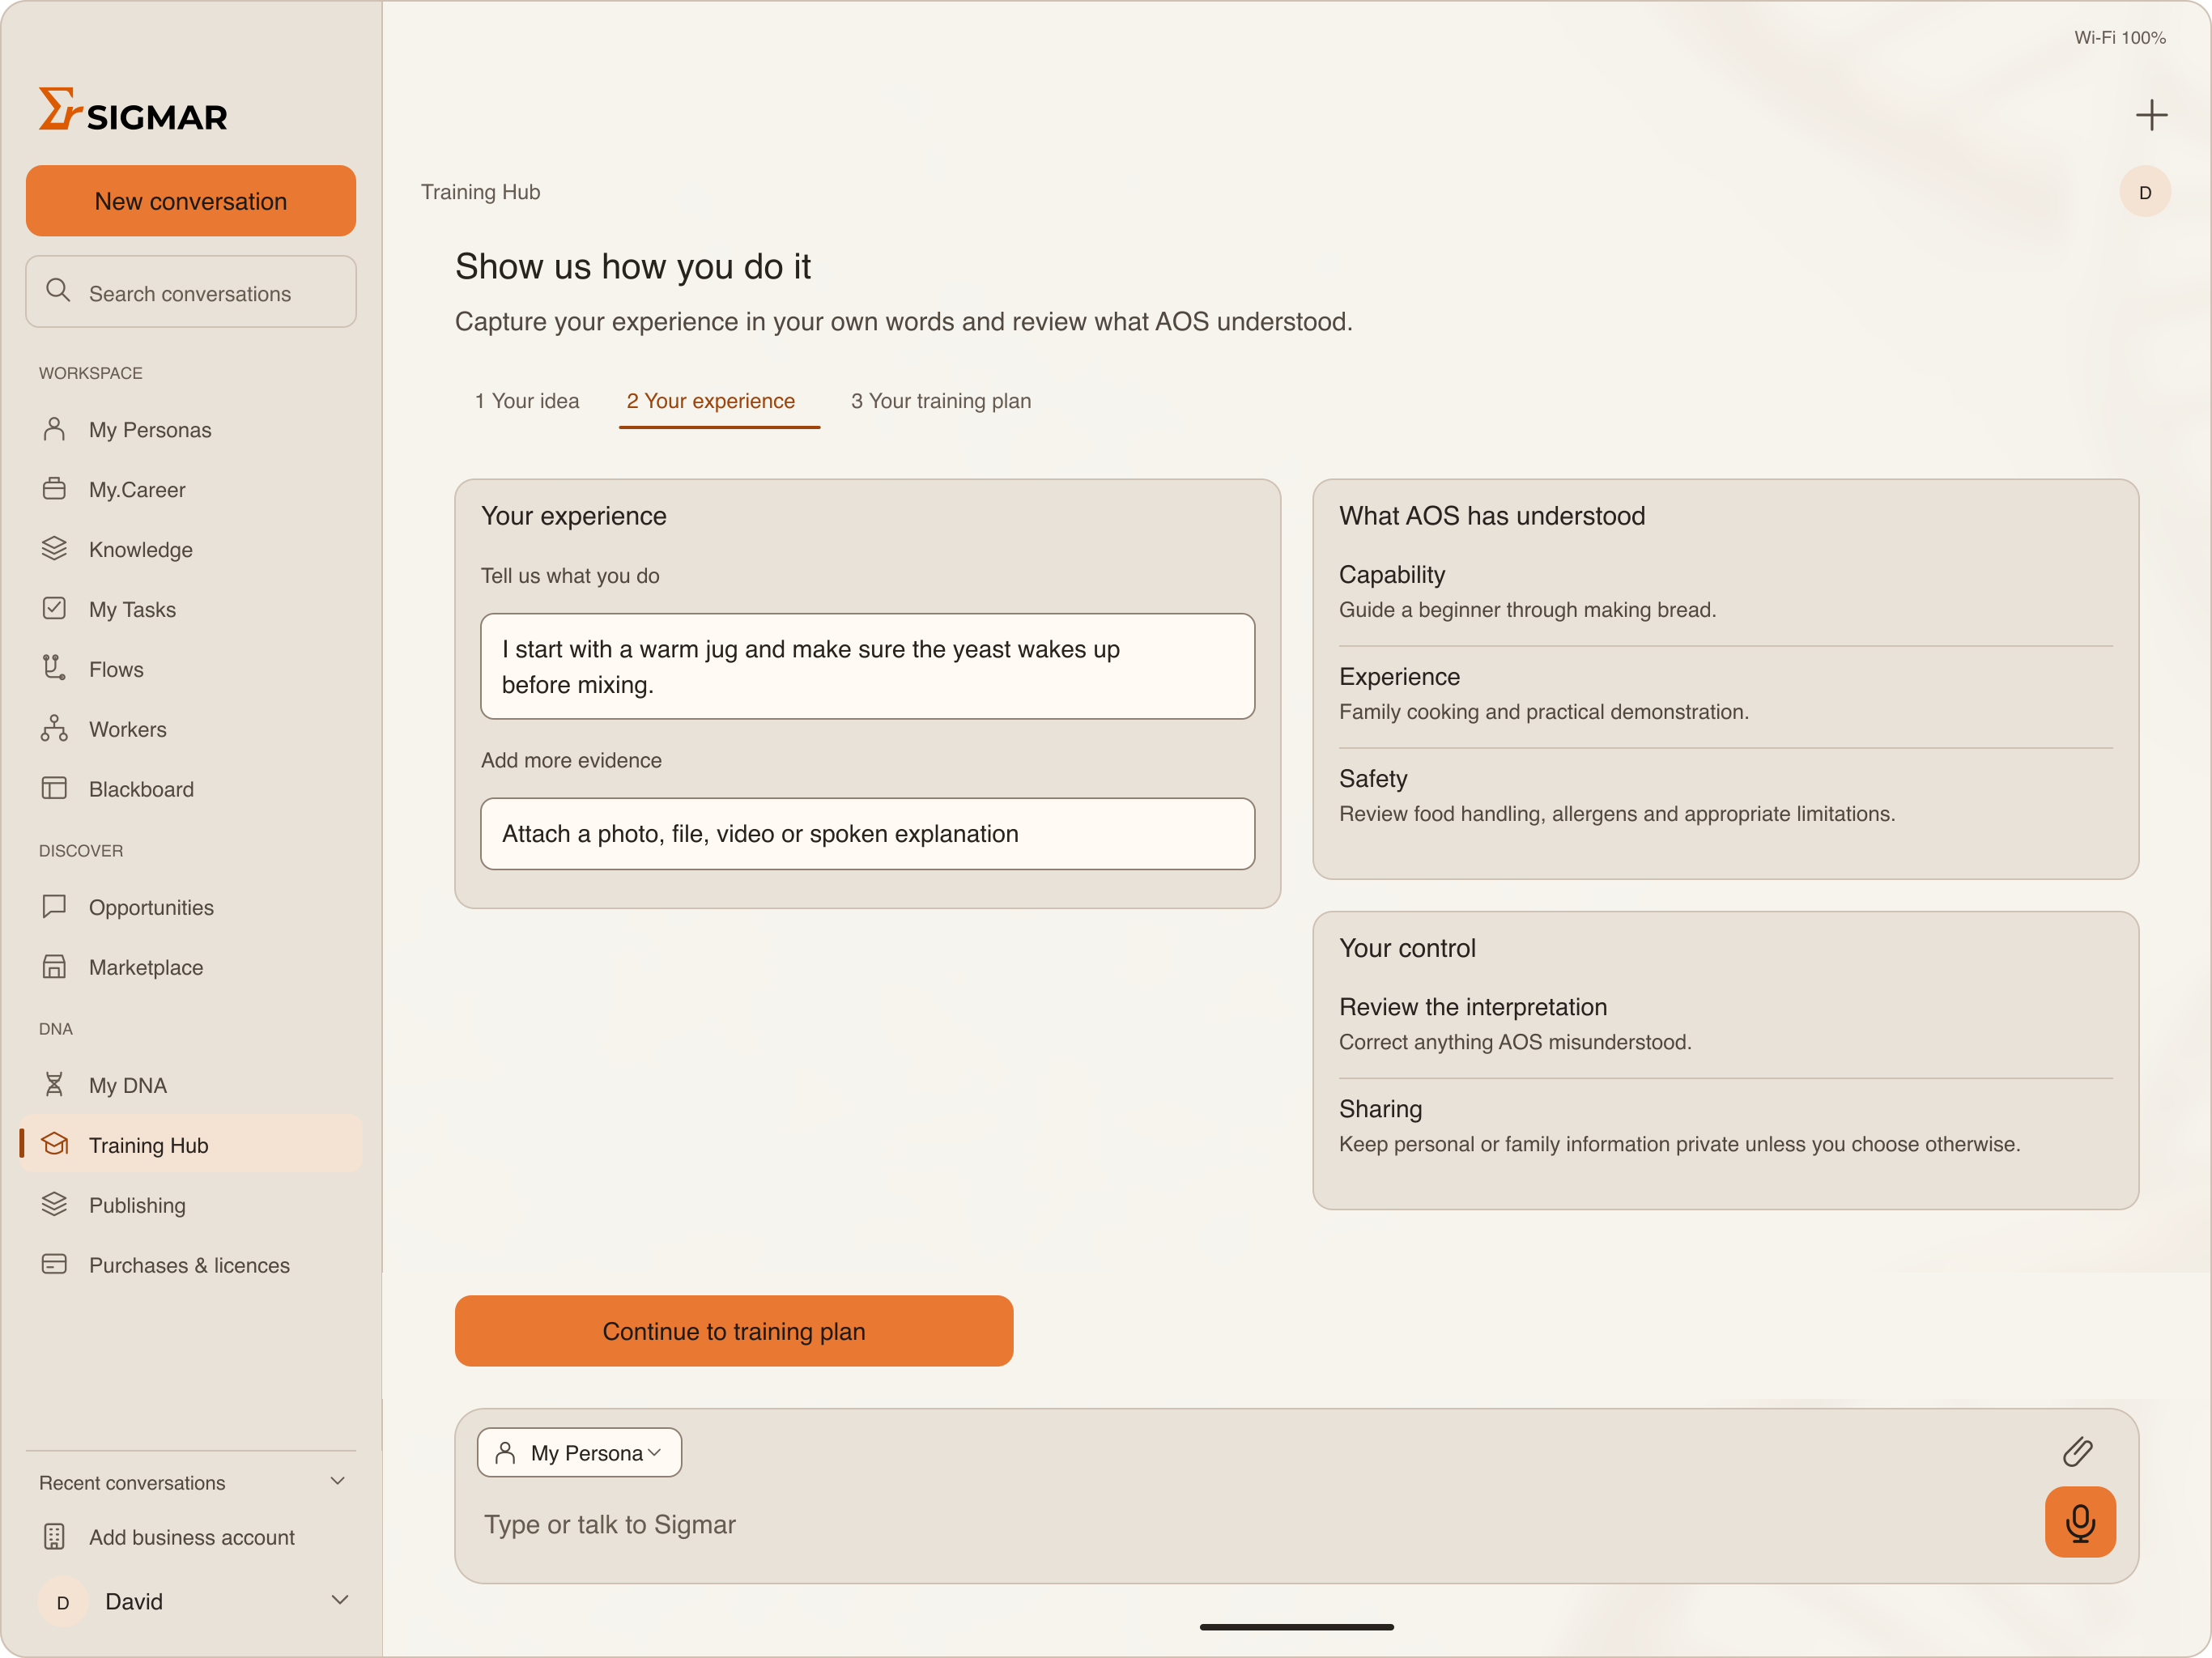 Wi-Fi 100%
SIGMAR
New conversation
Search conversations
WORKSPACE
My Personas
My.Career
Knowledge
My Tasks
Flows
Workers
Blackboard
DISCOVER
Opportunities
Marketplace
DNA
My DNA
Training Hub
Publishing
Purchases & licences
Recent conversations
Add business account
D
David
Training Hub
D
Show us how you do it
Capture your experience in your own words and review what AOS understood.
1 Your idea
2 Your experience
3 Your training plan
Your experience
Tell us what you do
I start with a warm jug and make sure the yeast wakes up
before mixing.
Add more evidence
Attach a photo, file, video or spoken explanation
What AOS has understood
Capability
Guide a beginner through making bread.
Experience
Family cooking and practical demonstration.
Safety
Review food handling, allergens and appropriate limitations.
Your control
Review the interpretation
Correct anything AOS misunderstood.
Sharing
Keep personal or family information private unless you choose otherwise.
Continue to training plan
My Persona
Type or talk to Sigmar